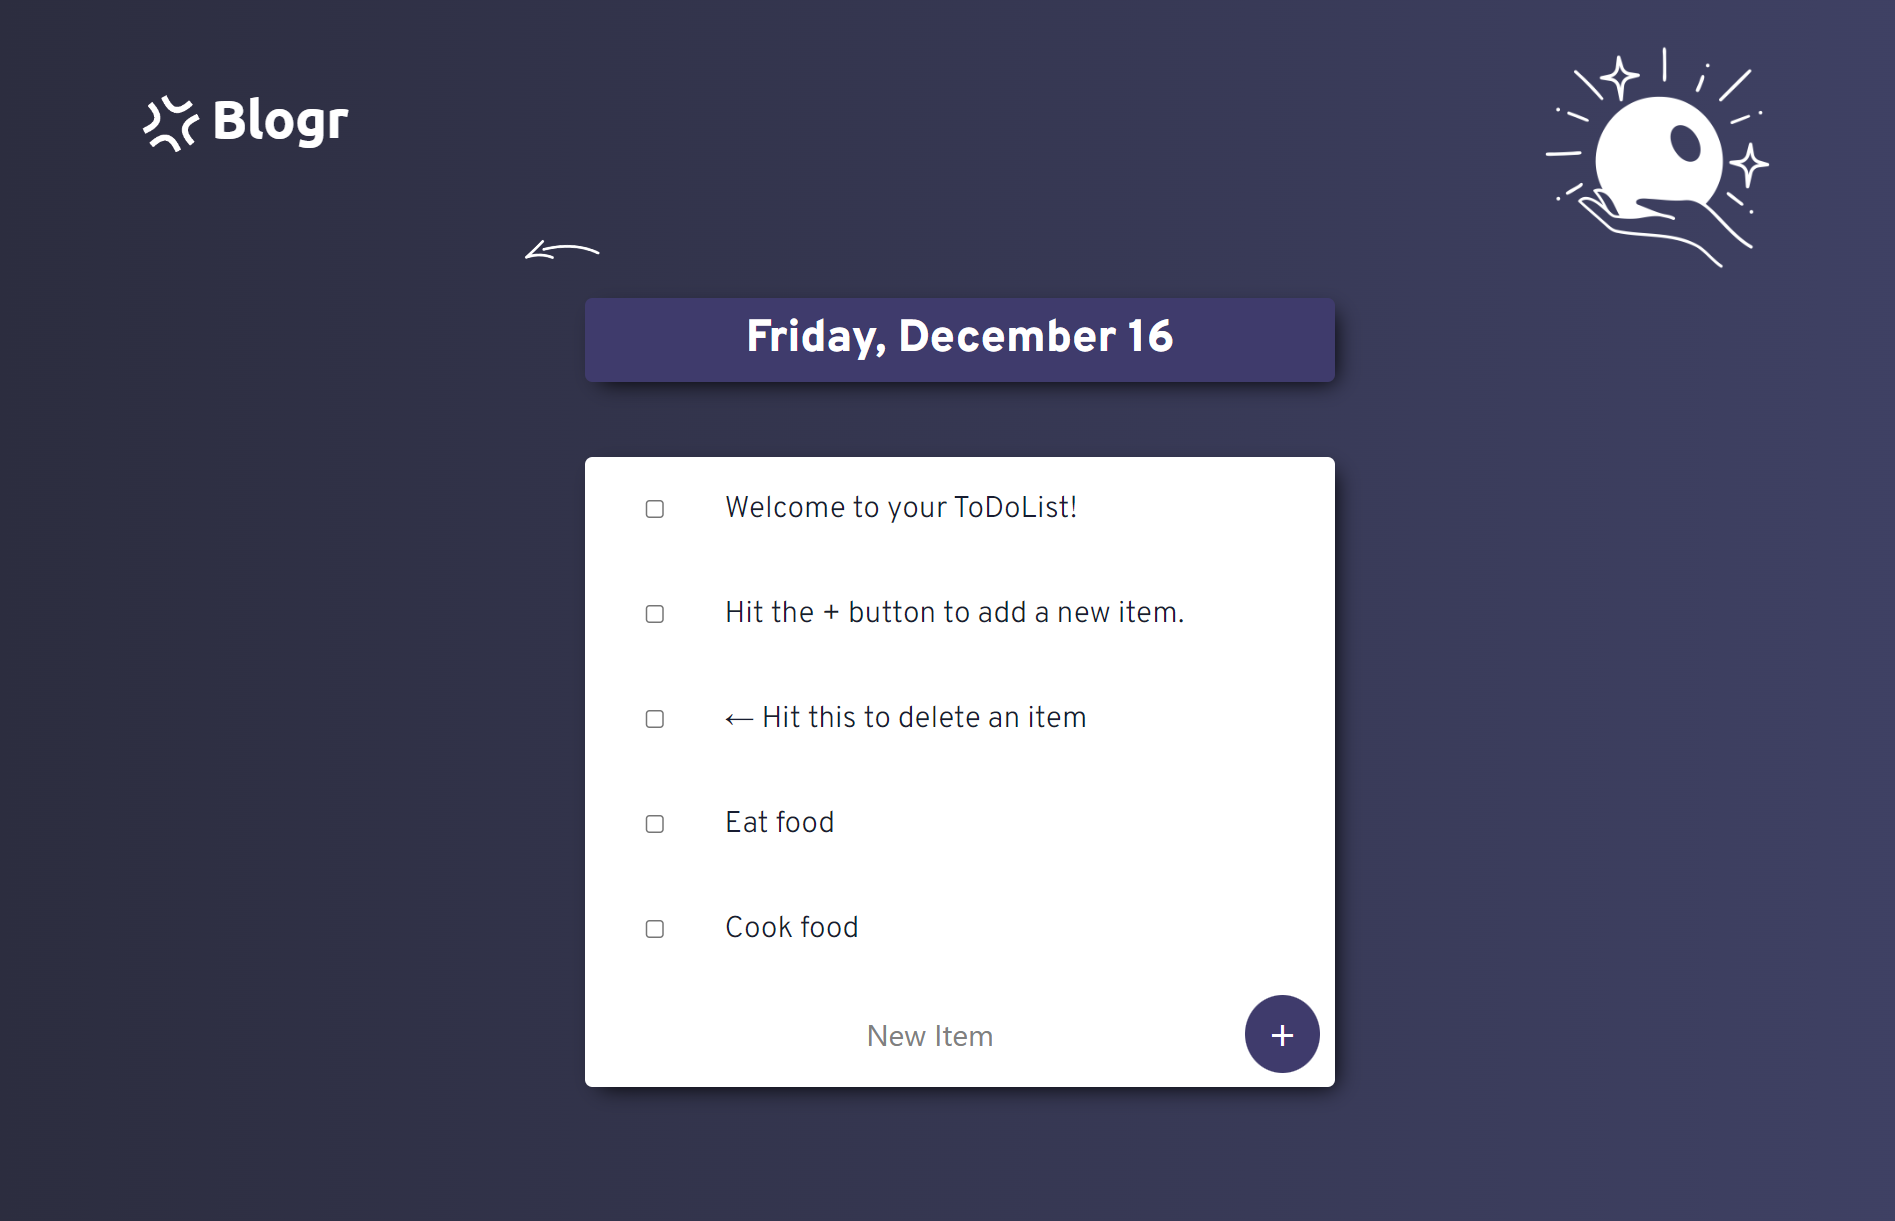 Blogr
Friday, December 16
Welcome to your ToDoList!
Hit the + button to add a new item.
← Hit this to delete an item
Eat food
Cook food
New Item
+